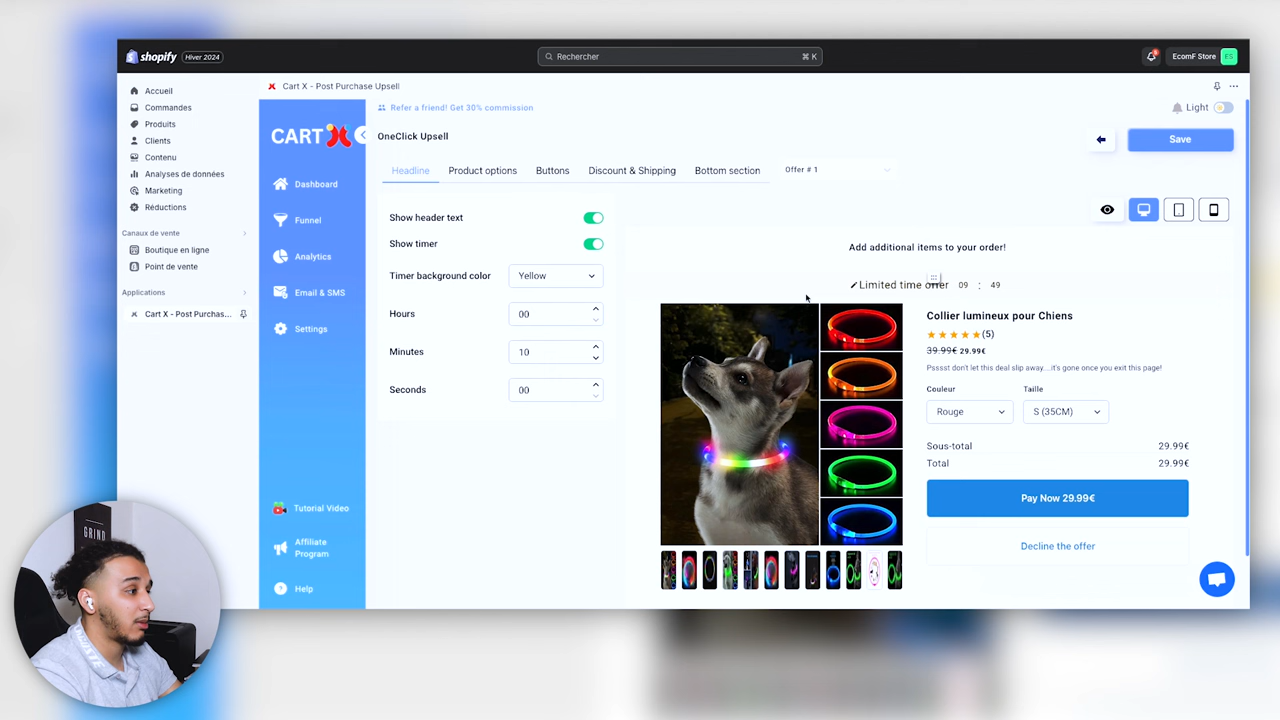 shopify
Hiver 2024
Rechercher
⌘ K
EcomF Store
ES
Accueil
Commandes
Produits
Clients
Contenu
Analyses de données
Marketing
Réductions
Canaux de vente
Boutique en ligne
Point de vente
Applications
Cart X - Post Purchas...
Cart X - Post Purchase Upsell
CART X
Dashboard
Funnel
Analytics
Email & SMS
Settings
Tutorial Video
Affiliate
Program
Help
Refer a friend! Get 30% commission
Light
OneClick Upsell
Save
Headline
Product options
Buttons
Discount & Shipping
Bottom section
Offer # 1
Show header text
Show timer
Timer background color
Yellow
Hours
00
Minutes
10
Seconds
00
Add additional items to your order!
Limited time offer 09 : 49
Collier lumineux pour Chiens
★★★★★(5)
39.99€ 29.99€
Psssst don't let this deal slip away....it's gone once you exit this page!
Couleur
Taille
Rouge
S (35CM)
Sous-total
29.99€
Total
29.99€
Pay Now 29.99€
Decline the offer
GRIND